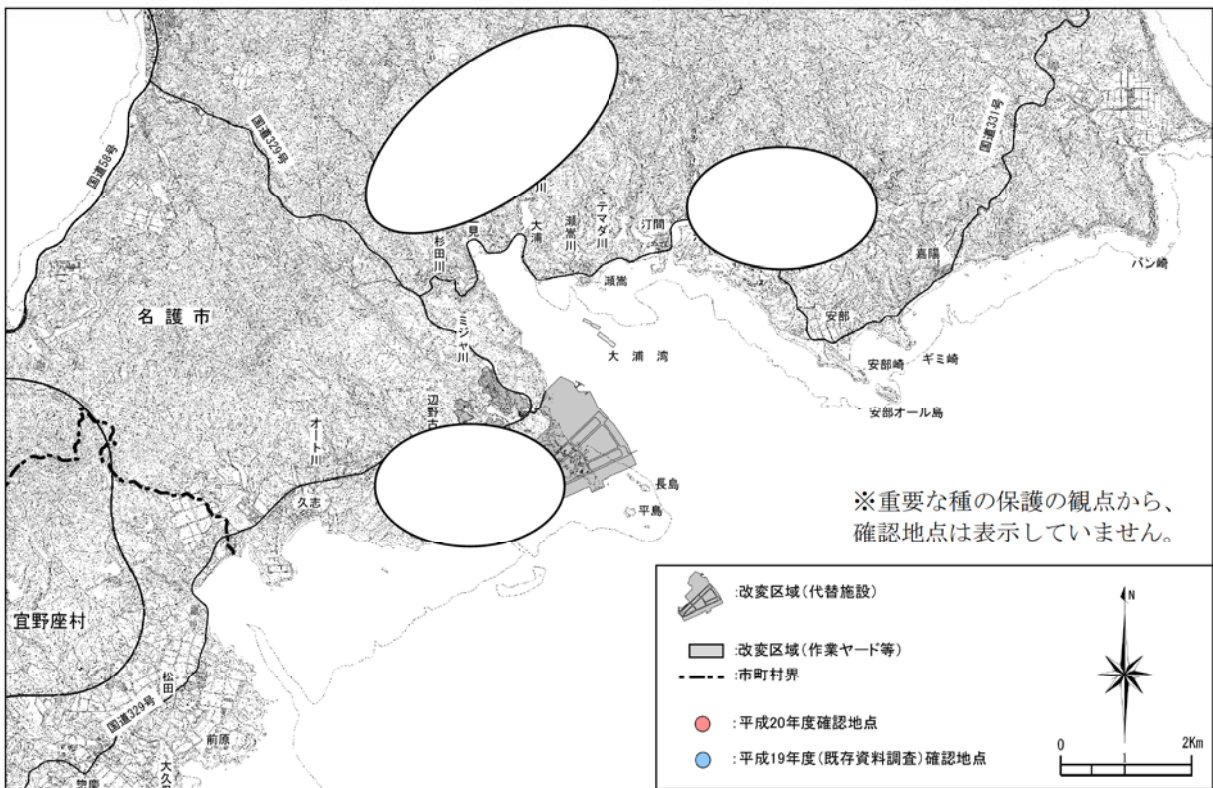 国道58号
国道329号
国道331号
川
杉田川
見
大浦
瀬嵩川
テマダ川
汀間
嘉陽
バン崎
瀬嵩
名護市
ミジャ川
大浦湾
安部
安部崎
ギミ崎
安部オール島
辺野古
オート川
久志
長島
平島
※重要な種の保護の観点から、
確認地点は表示していません。
宜野座村
松田
国道329号
前原
惣慶
大久
:改変区域(代替施設)
:改変区域(作業ヤード等)
:市町村界
:平成20年度確認地点
:平成19年度(既存資料調査)確認地点
N
0 1 2Km